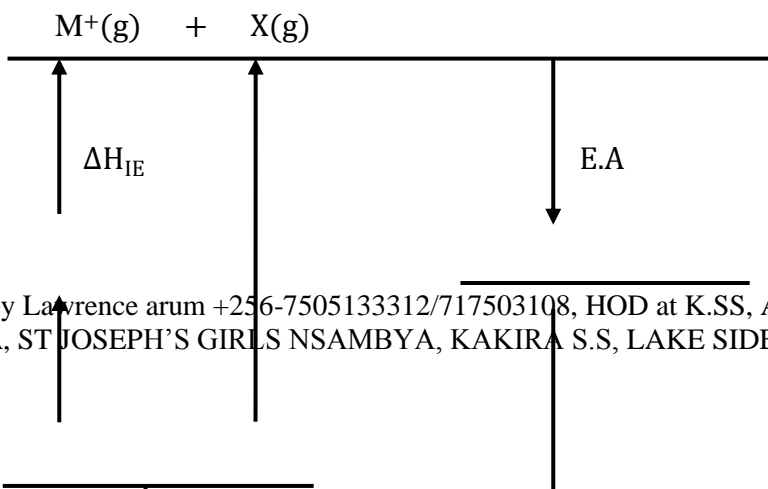 M⁺(g) + X(g)
ΔH_IE E.A
y Lawrence arum +256-7505133312/717503108, HOD at K.SS, A
, ST JOSEPH’S GIRLS NSAMBYA, KAKIRA S.S, LAKE SIDE